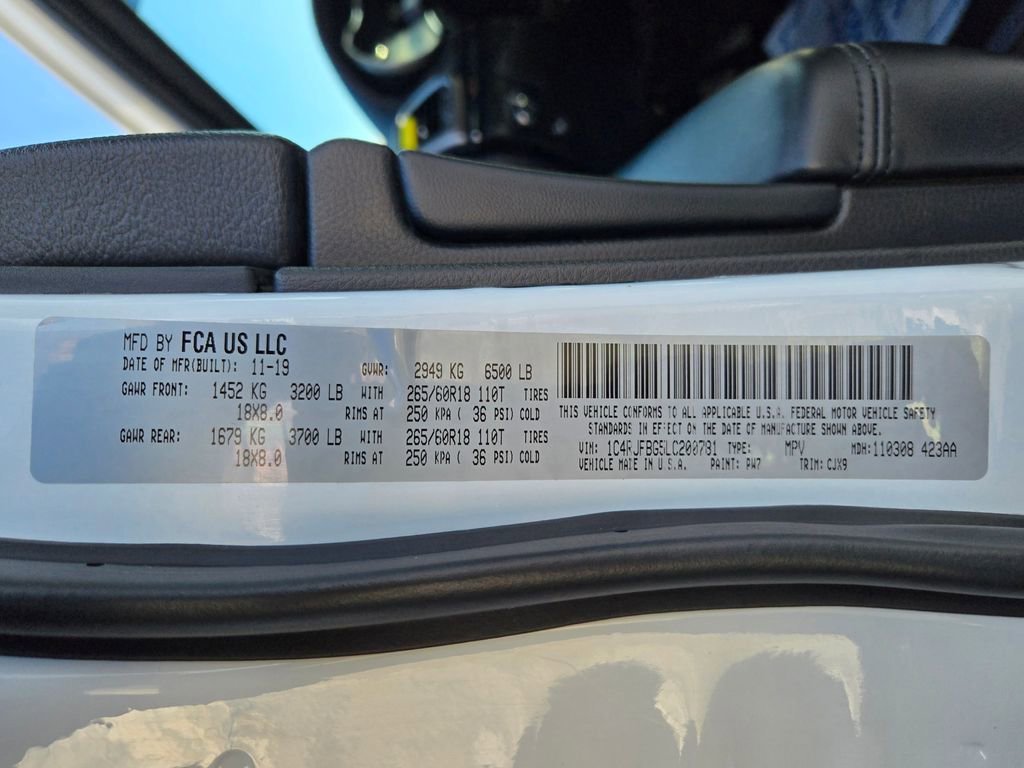 MFD BY FCA US LLC
DATE OF MFR(BUILT): 11-19 GVWR: 2949 KG 6500 LB
GAWR FRONT: 1452 KG 3200 LB WITH 265/60R18 110T TIRES
18X8.0 RIMS AT 250 KPA ( 36 PSI) COLD
GAWR REAR: 1679 KG 3700 LB WITH 265/60R18 110T TIRES
18X8.0 RIMS AT 250 KPA ( 36 PSI) COLD
THIS VEHICLE CONFORMS TO ALL APPLICABLE U.S.A. FEDERAL MOTOR VEHICLE SAFETY
STANDARDS IN EFFECT ON THE DATE OF MANUFACTURE SHOWN ABOVE.
VIN: 1C4RJFBG5LC200781 TYPE: MPV MDH:110308 423AA
VEHICLE MADE IN U.S.A. PAINT: PW7 TRIM: CJX9